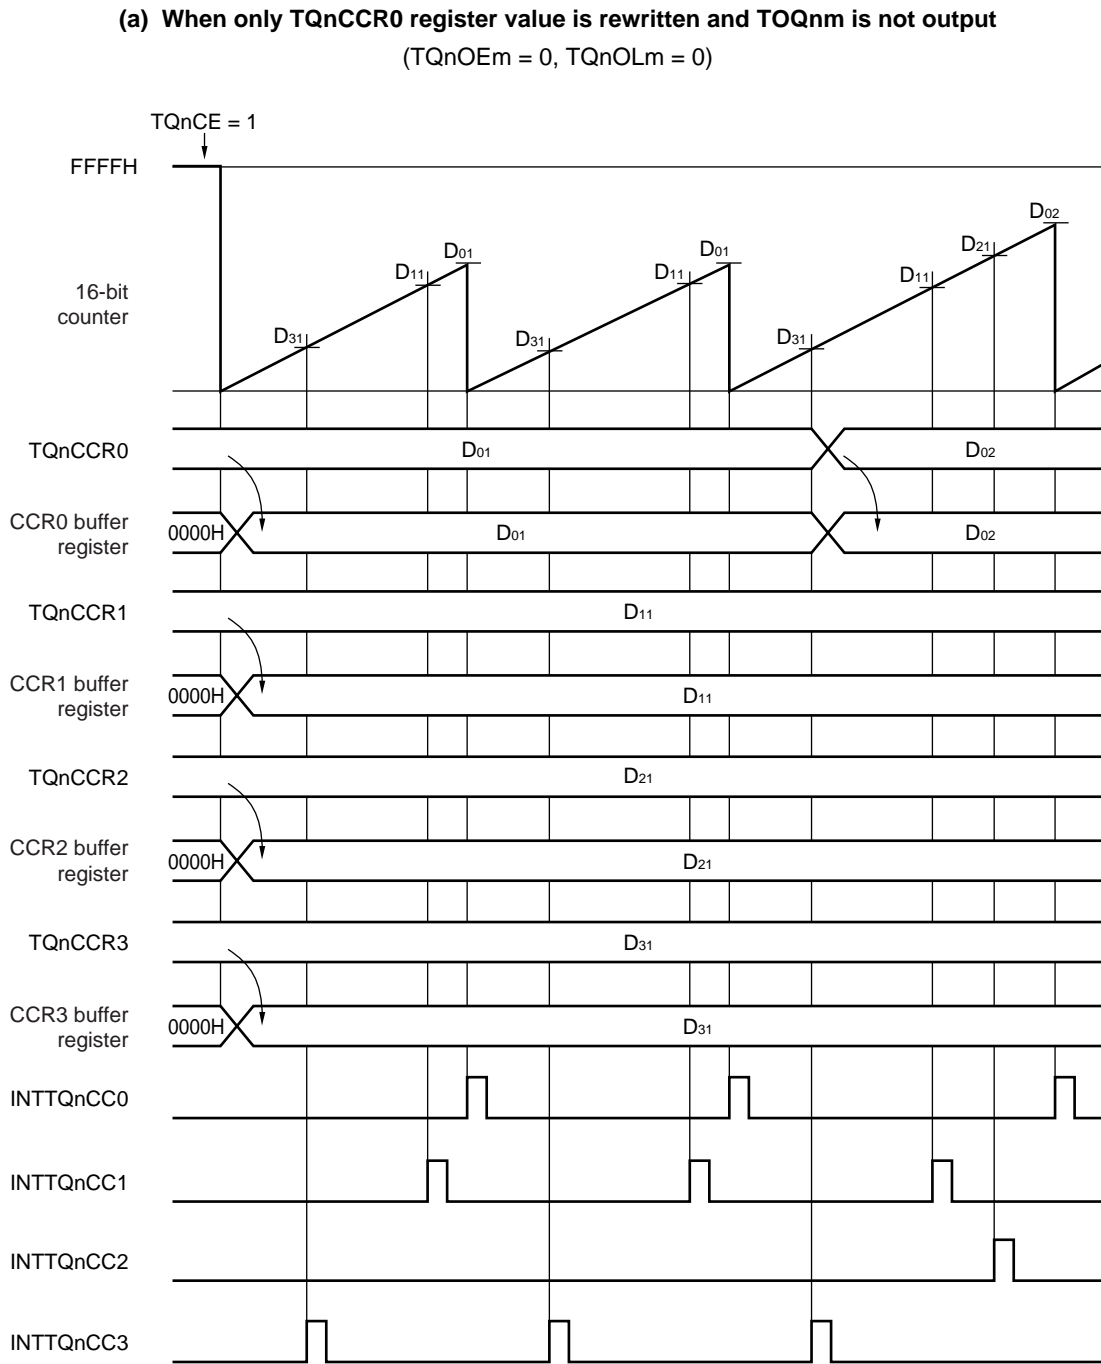 (a) When only TQnCCR0 register value is rewritten and TOQnm is not output
(TQnOEm = 0, TQnOLm = 0)
TQnCE = 1
FFFFH
16-bit
counter
D31
D11
D01
D31
D11
D01
D31
D11
D21
D02
TQnCCR0
D01
D02
CCR0 buffer
register
0000H
D01
D02
TQnCCR1
D11
CCR1 buffer
register
0000H
D11
TQnCCR2
D21
CCR2 buffer
register
0000H
D21
TQnCCR3
D31
CCR3 buffer
register
0000H
D31
INTTQnCC0
INTTQnCC1
INTTQnCC2
INTTQnCC3